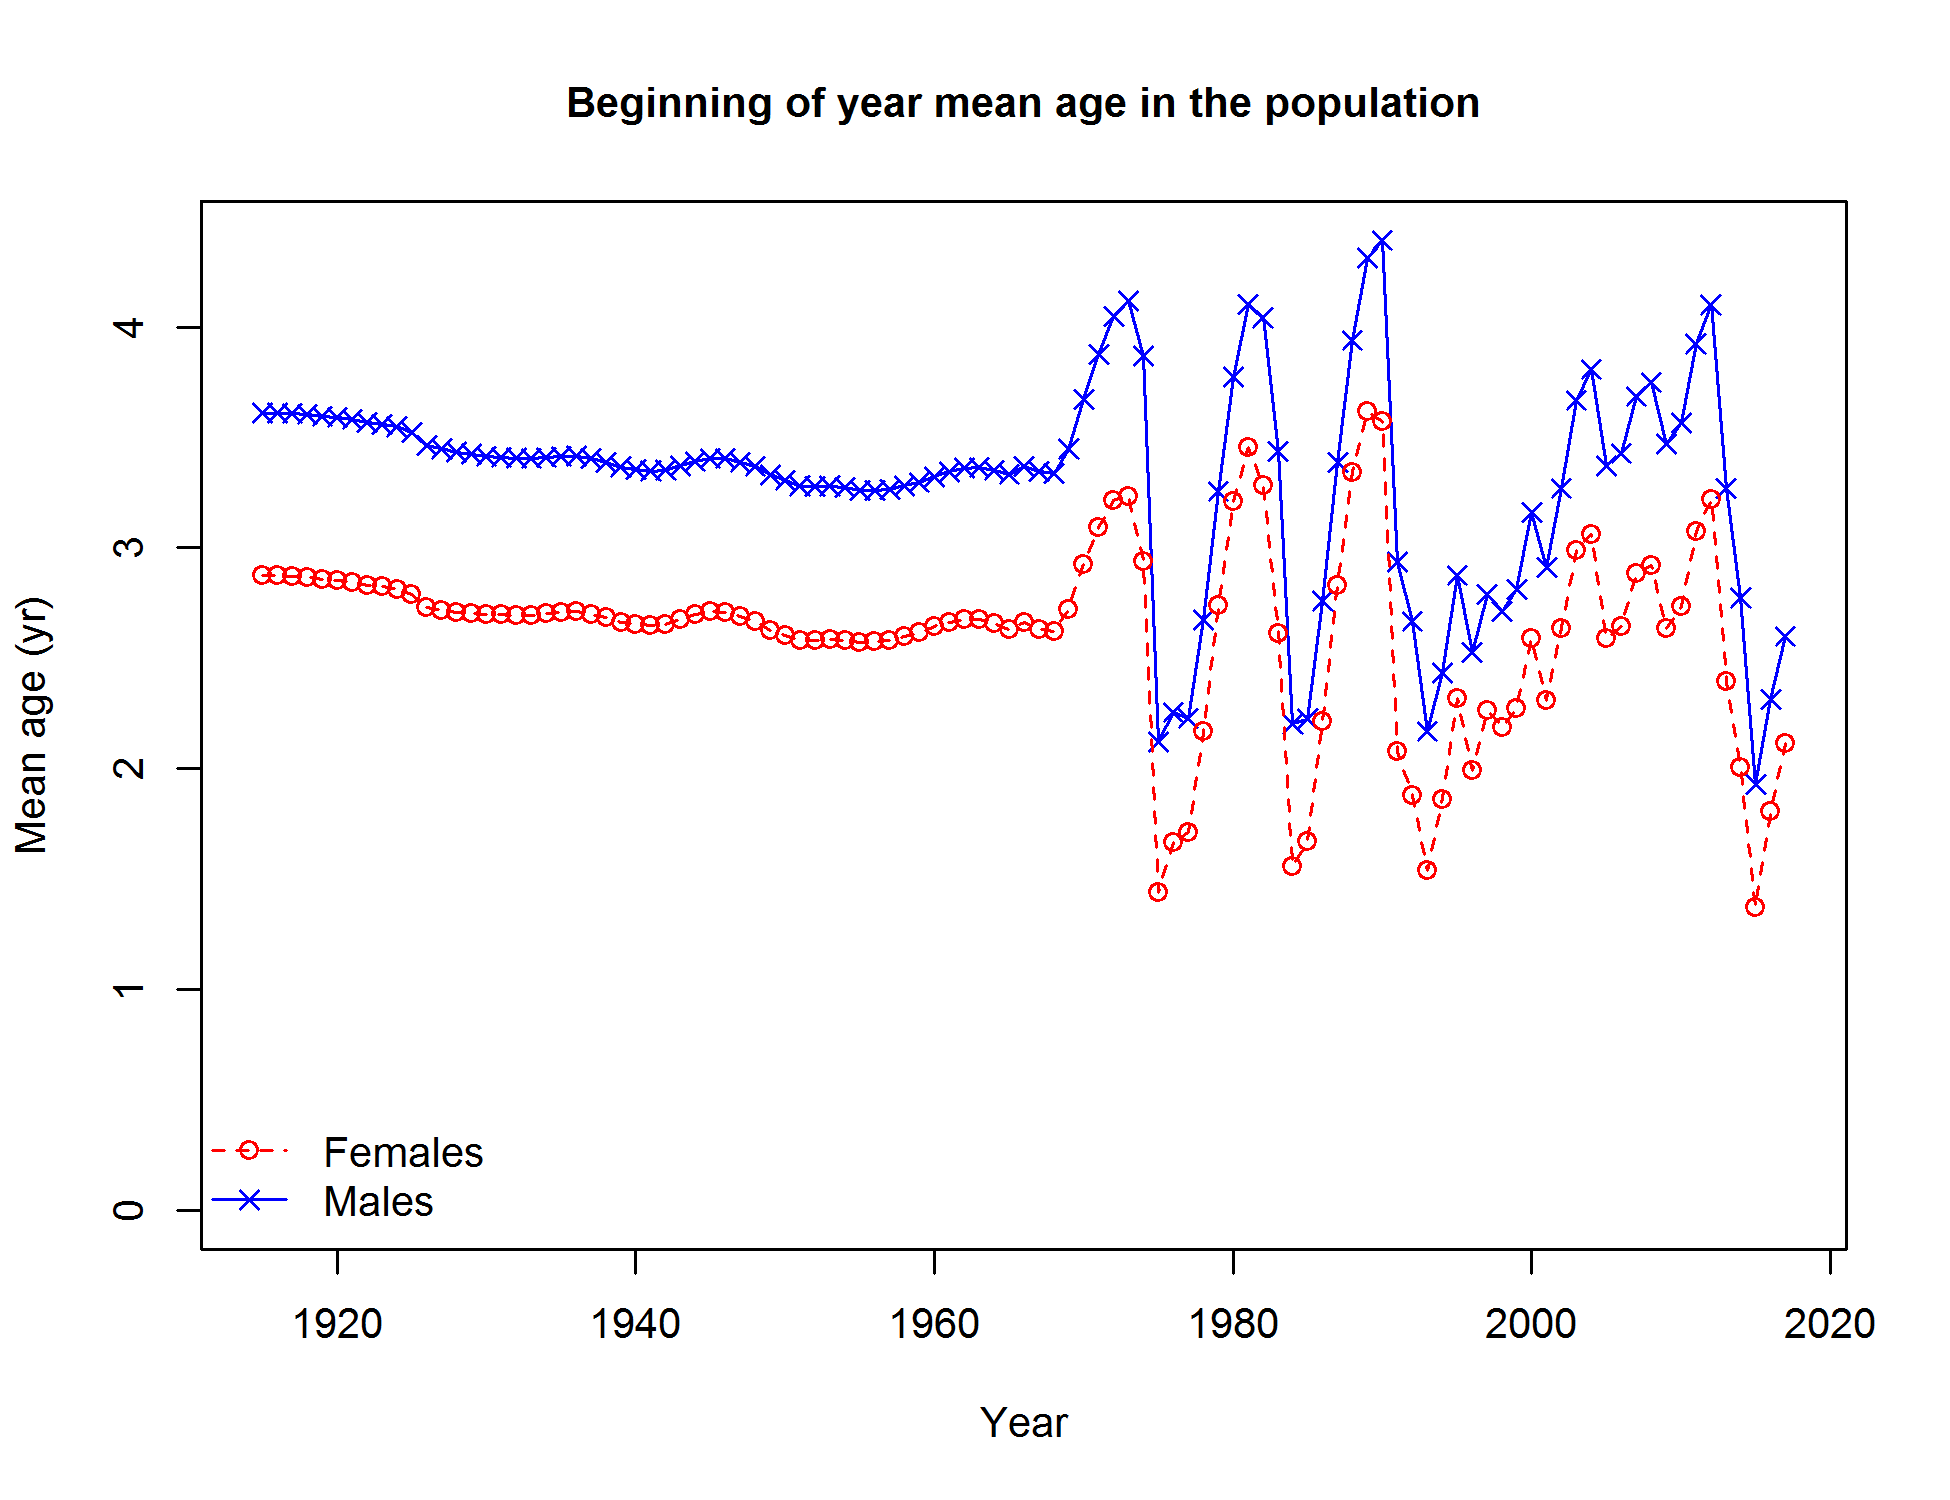 Beginning of year mean age in the population
Mean age (yr)
4
3
2
1
0
Females
Males
1920
1940
1960
1980
2000
2020
Year